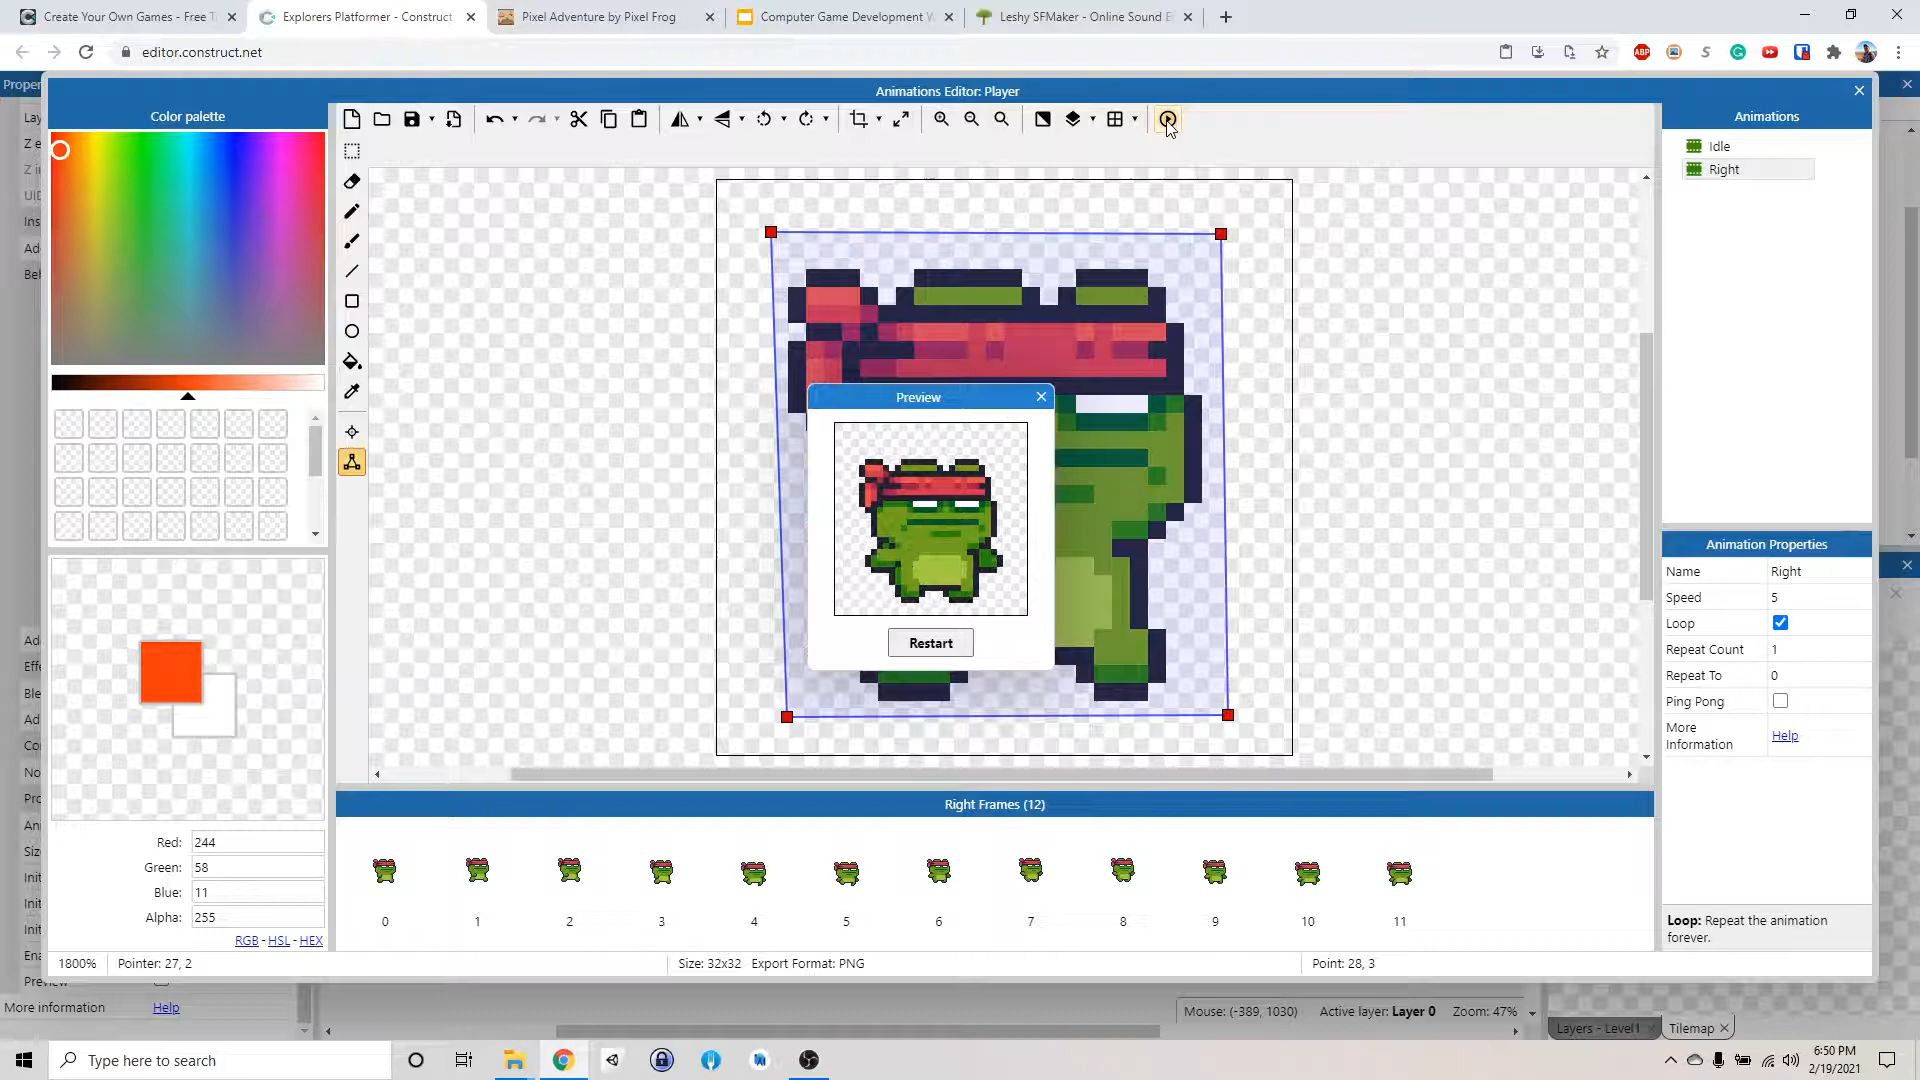 Create Your Own Games - Free T
Explorers Platformer - Construct
Pixel Adventure by Pixel Frog
Computer Game Development
Leshy SFMaker - Online Sound E
editor.construct.net
ABP
Animations Editor: Player
Color palette
Animations
Idle
Right
Preview
Restart
Animation Properties
Name Right
Speed 5
Loop
Repeat Count 1
Repeat To 0
Ping Pong
More Information Help
Loop: Repeat the animation
forever.
Red: 244
Green: 58
Blue: 11
Alpha: 255
RGB - HSL - HEX
Right Frames (12)
0 1 2 3 4 5 6 7 8 9 10 11
1800% Pointer: 27, 2
Size: 32x32 Export Format: PNG
Point: 28, 3
More information Help
Mouse: (-389, 1030) Active layer: Layer 0 Zoom: 47%
Layers - Level1
Tilemap
Type here to search
6:50 PM
2/19/2021